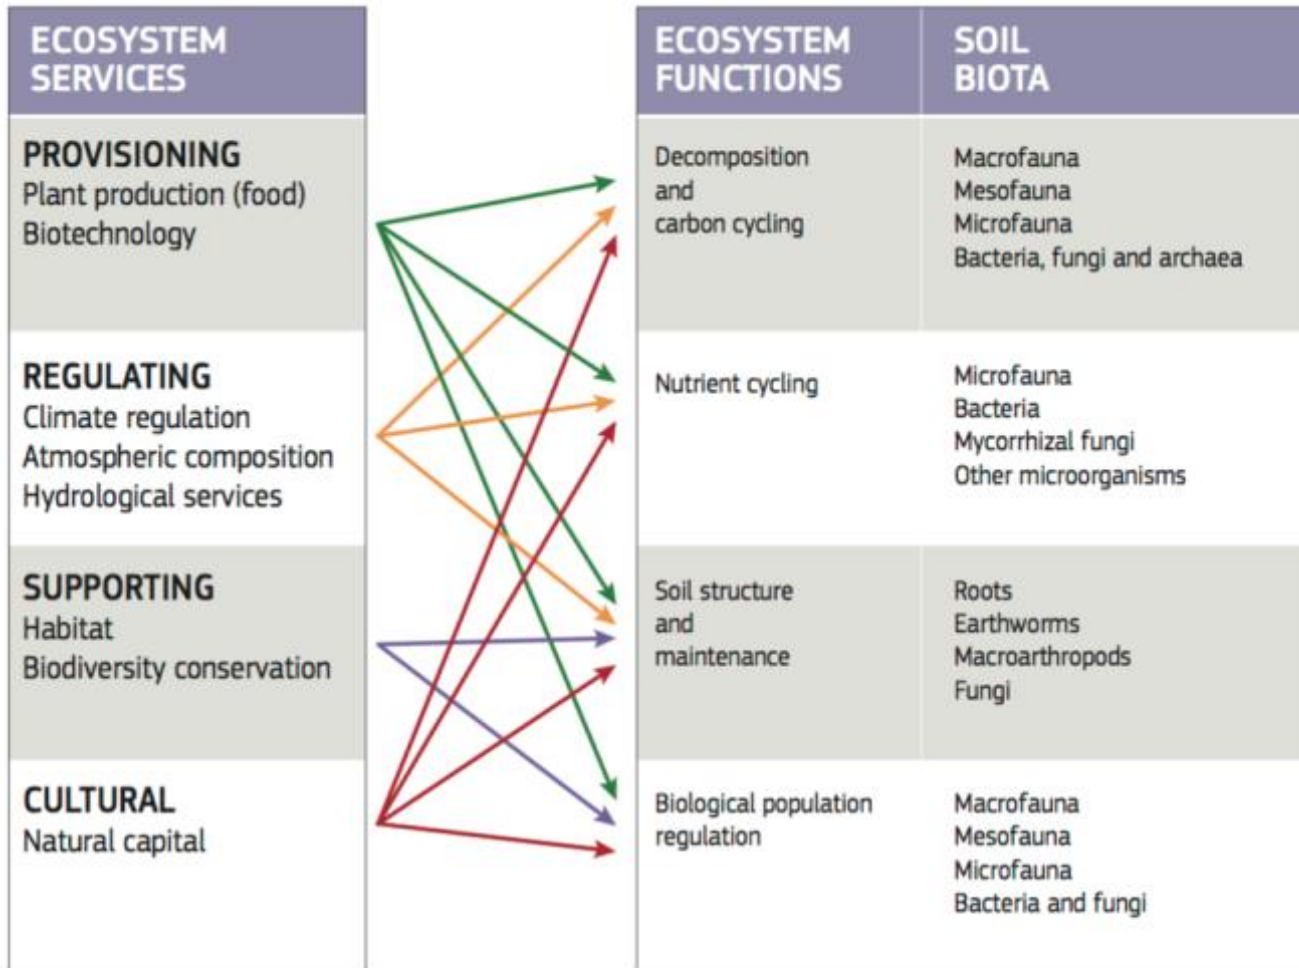 ECOSYSTEM
SERVICES
PROVISIONING
Plant production (food)
Biotechnology
REGULATING
Climate regulation
Atmospheric composition
Hydrological services
SUPPORTING
Habitat
Biodiversity conservation
CULTURAL
Natural capital
ECOSYSTEM
FUNCTIONS
SOIL
BIOTA
Decomposition
and
carbon cycling
Macrofauna
Mesofauna
Microfauna
Bacteria, fungi and archaea
Nutrient cycling
Microfauna
Bacteria
Mycorrhizal fungi
Other microorganisms
Soil structure
and
maintenance
Roots
Earthworms
Macroarthropods
Fungi
Biological population
regulation
Macrofauna
Mesofauna
Microfauna
Bacteria and fungi